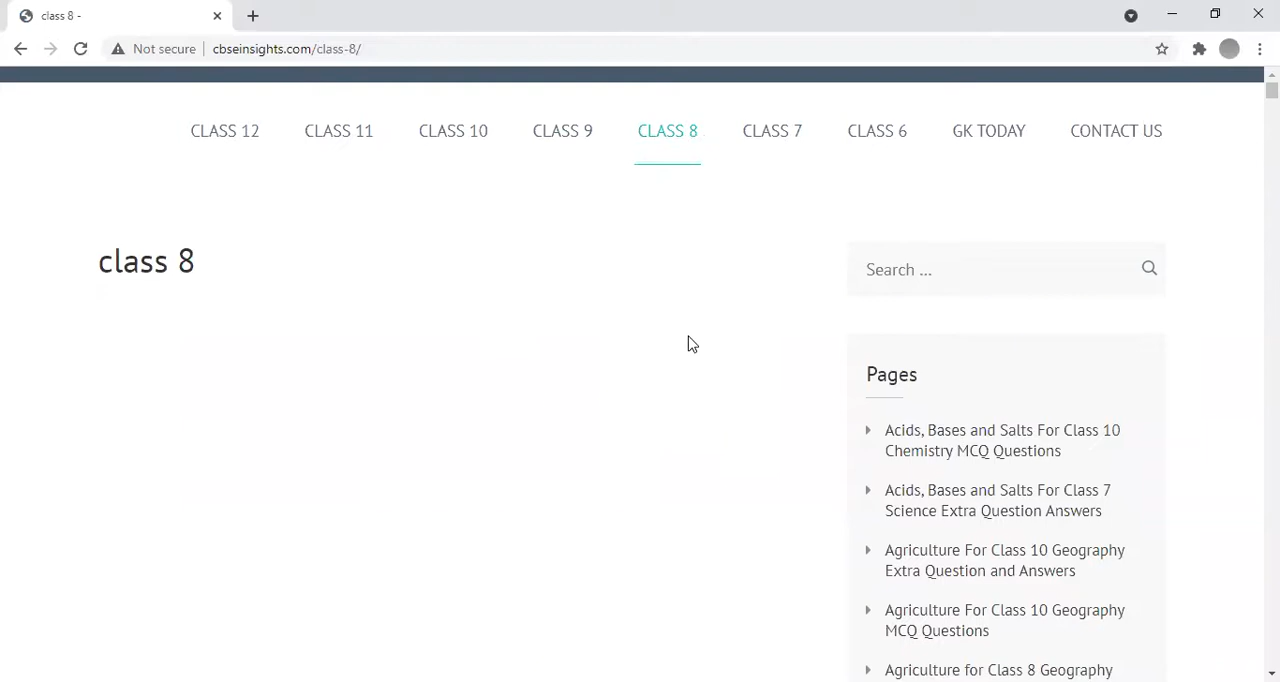 class 8 -
Not secure cbseinsights.com/class-8/
CLASS 12 CLASS 11 CLASS 10 CLASS 9 CLASS 8 CLASS 7 CLASS 6 GK TODAY CONTACT US
class 8
Search ...
Pages
Acids, Bases and Salts For Class 10
Chemistry MCQ Questions
Acids, Bases and Salts For Class 7
Science Extra Question Answers
Agriculture For Class 10 Geography
Extra Question and Answers
Agriculture For Class 10 Geography
MCQ Questions
Agriculture for Class 8 Geography